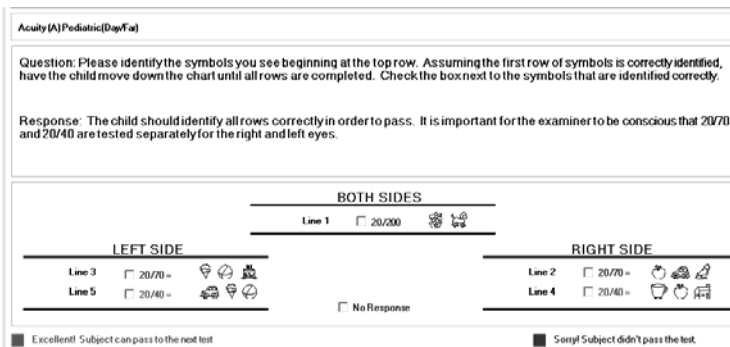 Acuity (A) Pediatric(Day/Far)
Question: Please identify the symbols you see beginning at the top row. Assuming the first row of symbols is correctly identified,
have the child move down the chart until all rows are completed. Check the box next to the symbols that are identified correctly.
Response: The child should identify all rows correctly in order to pass. It is important for the examiner to be conscious that 20/70
and 20/40 are tested separately for the right and left eyes.
BOTH SIDES
Line 1 20/200
LEFT SIDE
Line 3 20/70 =
Line 5 20/40 =
RIGHT SIDE
Line 2 20/70 =
Line 4 20/40 =
No Response
Excellent! Subject can pass to the next test
Sorry! Subject didn't pass the test.